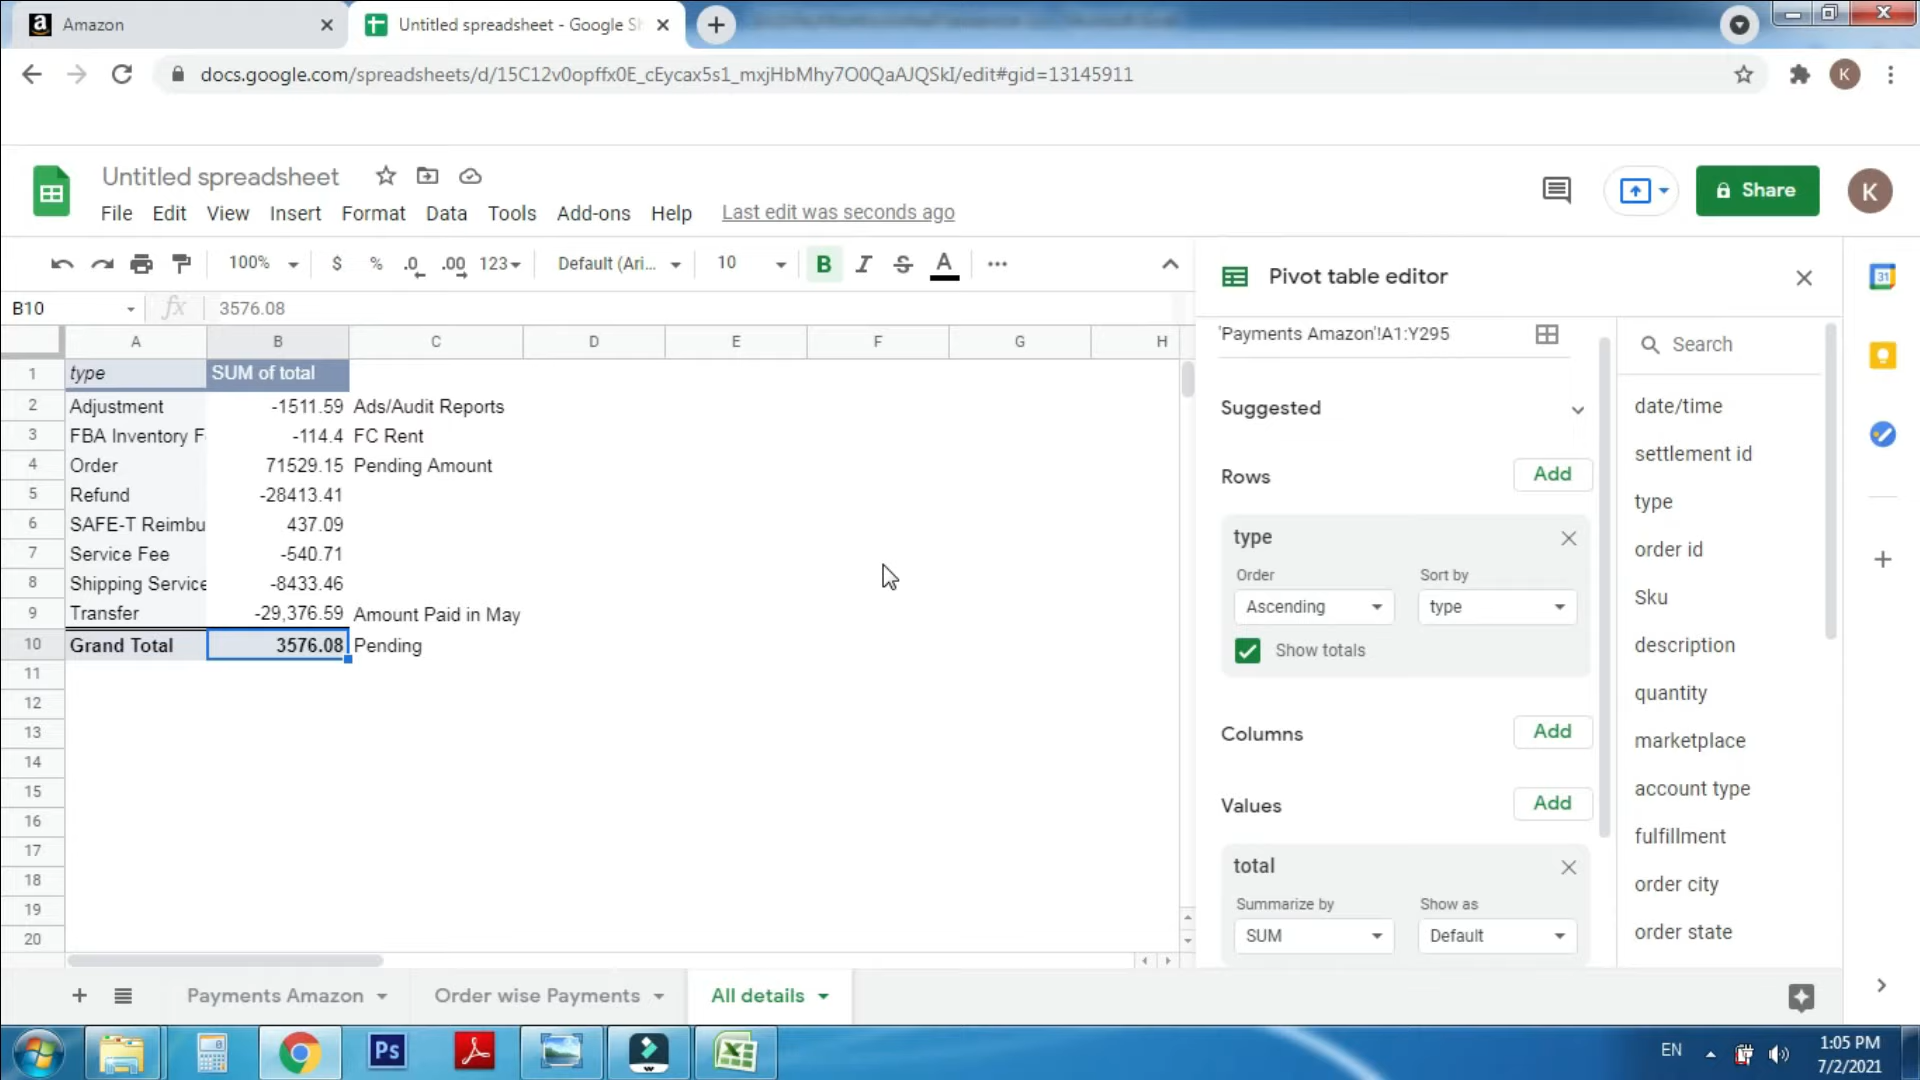 Amazon
Untitled spreadsheet - Google S
docs.google.com/spreadsheets/d/15C12v0opffx0E_cEycax5s1_mxjHbMhy7O0QaAJQSkI/edit#gid=13145911
K
Untitled spreadsheet
Share
K
File Edit View Insert Format Data Tools Add-ons Help Last edit was seconds ago
100% $ % .0 .00 123 Default (Ari... 10 B I S A
B10 fx 3576.08
A B C D E F G H
1 type SUM of total
2 Adjustment -1511.59 Ads/Audit Reports
3 FBA Inventory F -114.4 FC Rent
4 Order 71529.15 Pending Amount
5 Refund -28413.41
6 SAFE-T Reimbu 437.09
7 Service Fee -540.71
8 Shipping Service -8433.46
9 Transfer -29,376.59 Amount Paid in May
10 Grand Total 3576.08 Pending
11
12
13
14
15
16
17
18
19
20
Pivot table editor
'Payments Amazon'!A1:Y295
Suggested
Rows Add
type
Order Sort by
Ascending type
Show totals
Columns Add
Values Add
total
Summarize by Show as
SUM Default
Search
date/time
settlement id
type
order id
Sku
description
quantity
marketplace
account type
fulfillment
order city
order state
31
Payments Amazon Order wise Payments All details
Ps
EN
1:05 PM
7/2/2021